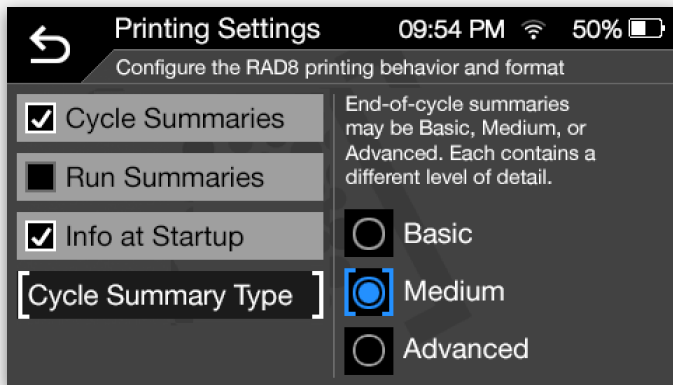 Printing Settings 09:54 PM 50%
Configure the RAD8 printing behavior and format
Cycle Summaries
Run Summaries
Info at Startup
Cycle Summary Type
End-of-cycle summaries
may be Basic, Medium, or
Advanced. Each contains a
different level of detail.
Basic
Medium
Advanced